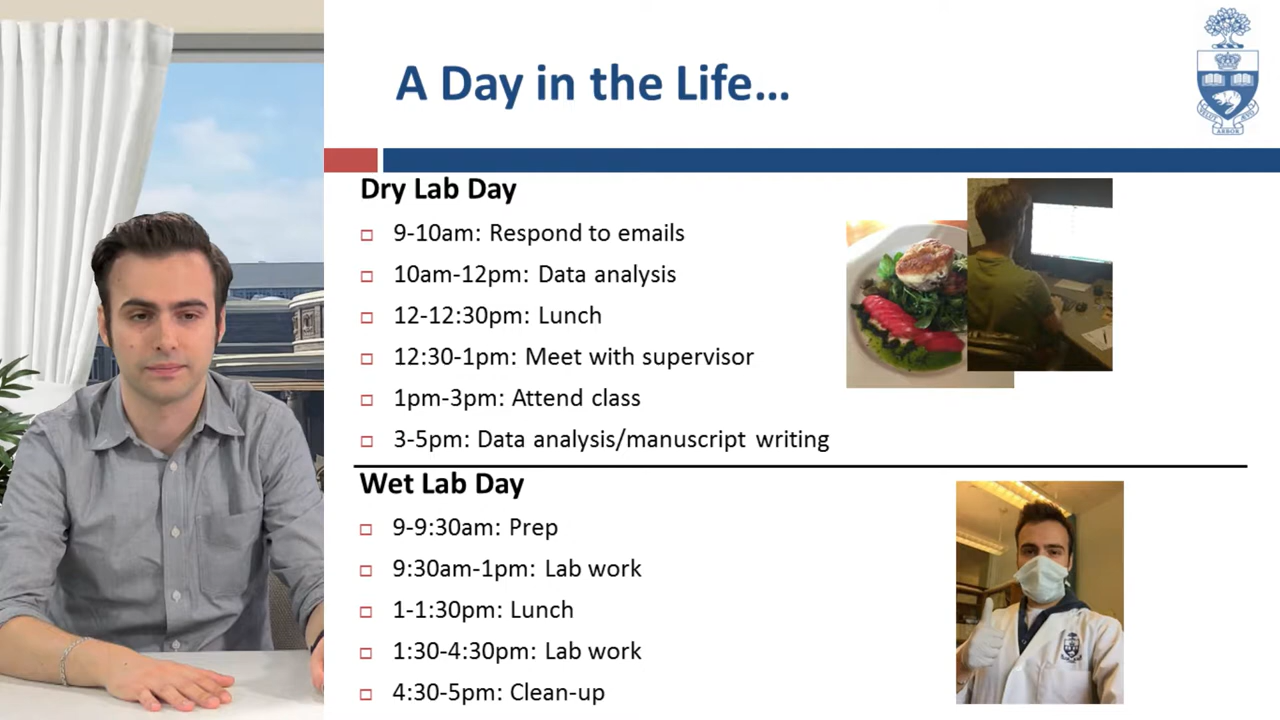 A Day in the Life...
Dry Lab Day
9-10am: Respond to emails
10am-12pm: Data analysis
12-12:30pm: Lunch
12:30-1pm: Meet with supervisor
1pm-3pm: Attend class
3-5pm: Data analysis/manuscript writing
Wet Lab Day
9-9:30am: Prep
9:30am-1pm: Lab work
1-1:30pm: Lunch
1:30-4:30pm: Lab work
4:30-5pm: Clean-up
VELUT ÆVO
ARBOR